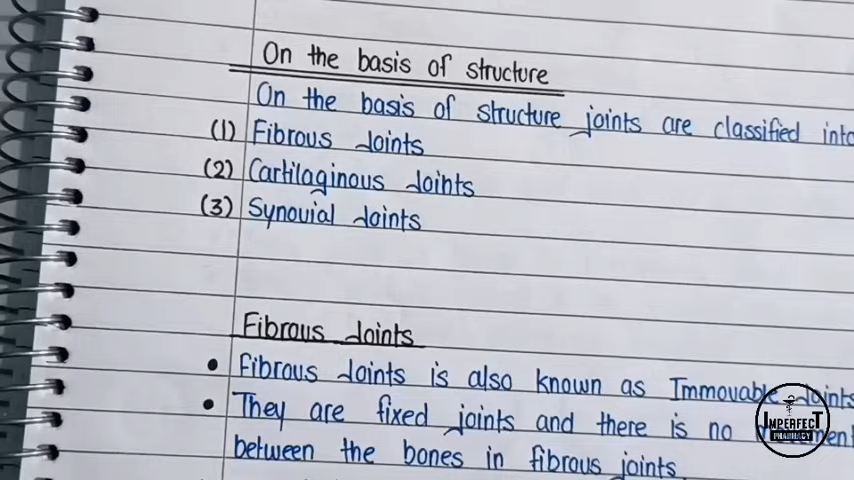 On the basis of structure
On the basis of structure joints are classified into
(1) Fibrous Joints
(2) Cartilaginous Joints
(3) Synovial Joints
Fibrous Joints
• Fibrous Joints is also known as Immovable Joints
• They are fixed joints and there is no
between the bones in fibrous joints
IMPERFECT
PHARMACY